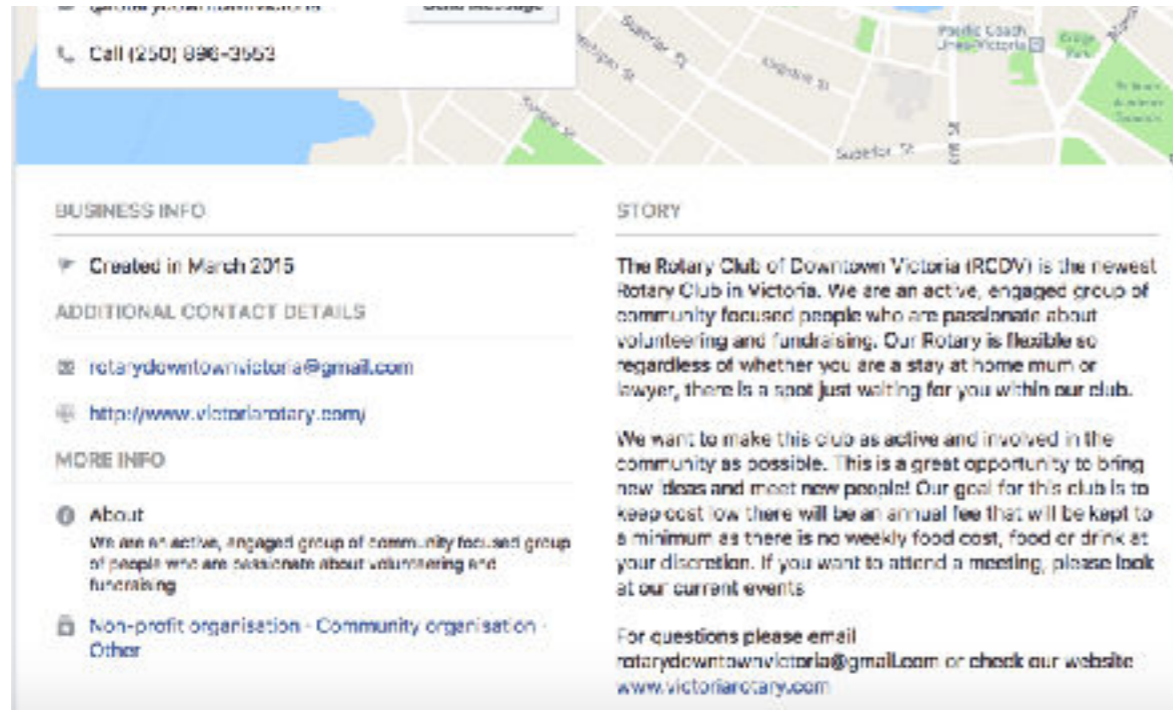 Send Message
Call (250) 896-3553
Superior St
Superior St
Pacific Coach
Lines-Victoria
BUSINESS INFO
Created in March 2015
ADDITIONAL CONTACT DETAILS
rotarydowntownvictoria@gmail.com
http://www.victoriarotary.com/
MORE INFO
About
We are an active, engaged group of community focused group
of people who are passionate about volunteering and
fundraising
Non-profit organisation · Community organisation ·
Other
STORY
The Rotary Club of Downtown Victoria (RCDV) is the newest
Rotary Club in Victoria. We are an active, engaged group of
community focused people who are passionate about
volunteering and fundraising. Our Rotary is flexible so
regardless of whether you are a stay at home mum or
lawyer, there is a spot just waiting for you within our club.
We want to make this club as active and involved in the
community as possible. This is a great opportunity to bring
new ideas and meet new people! Our goal for this club is to
keep cost low there will be an annual fee that will be kept to
a minimum as there is no weekly food cost, food or drink at
your discretion. If you want to attend a meeting, please look
at our current events
For questions please email
rotarydowntownvictoria@gmail.com or check our website
www.victoriarotary.com